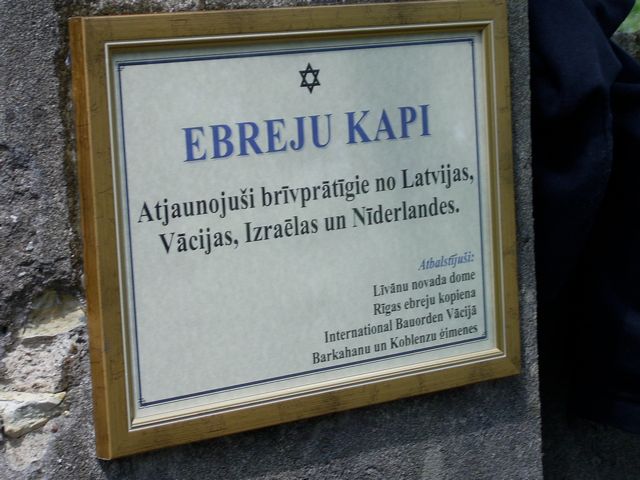 EBREJU KAPI
Atjaunojuši brīvprātīgie no Latvijas,
Vācijas, Izraēlas un Nīderlandes.
Atbalstījuši:
Līvānu novada dome
Rīgas ebreju kopiena
International Bauorden Vācijā
Barkahanu un Koblenzu ģimenes